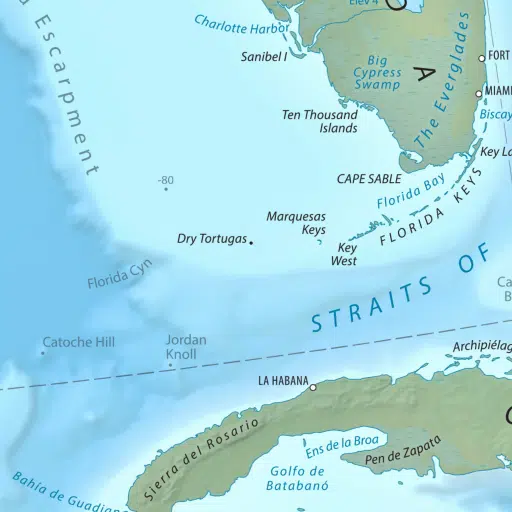 Elev 4
O
Charlotte Harbor
Escarpment
Sanibel I
Big
Cypress
Swamp
A
The Everglades
FORT
MIAMI
Ten Thousand
Islands
Biscay
Key La
-80
CAPE SABLE
Florida Bay
FLORIDA KEYS
Marquesas
Keys
Dry Tortugas
Key
West
Florida Cyn
STRAITS OF
Ca
B
Catoche Hill
Jordan
Knoll
Archipiélag
LA HABANA
Sierra del Rosario
Ens de la Broa
Pen de Zapata
Golfo de
Batabanó
Bahía de Guadiana